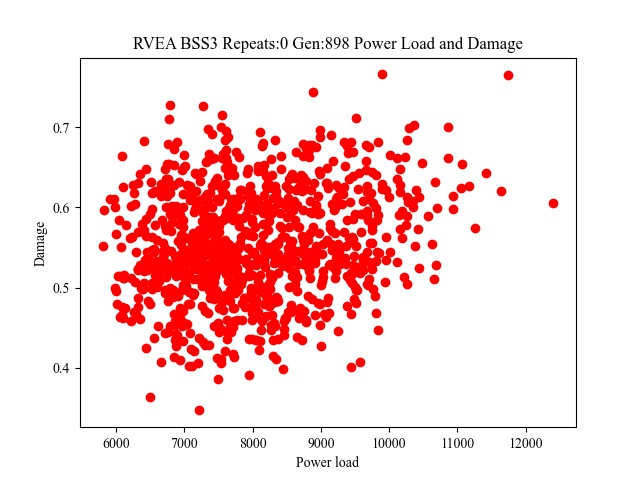 RVEA BSS3 Repeats:0 Gen:898 Power Load and Damage
0.7
0.6
0.5
0.4
Damage
6000 7000 8000 9000 10000 11000 12000
Power load